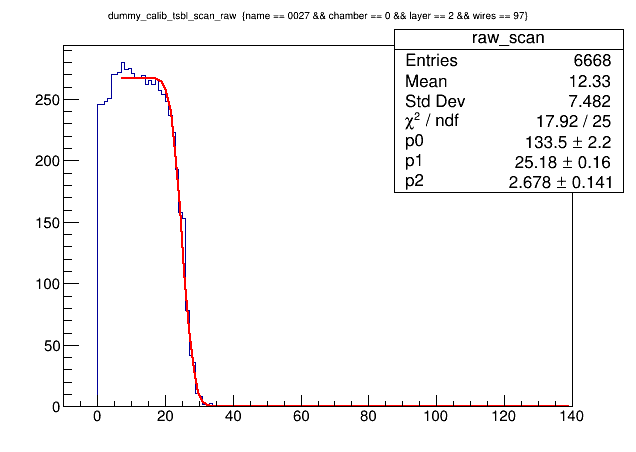 dummy_calib_tsbl_scan_raw {name == 0027 && chamber == 0 && layer == 2 && wires == 97}
raw_scan
Entries 6668
Mean 12.33
Std Dev 7.482
χ² / ndf 17.92 / 25
p0 133.5 ± 2.2
p1 25.18 ± 0.16
p2 2.678 ± 0.141
250
200
150
100
50
0
0 20 40 60 80 100 120 140